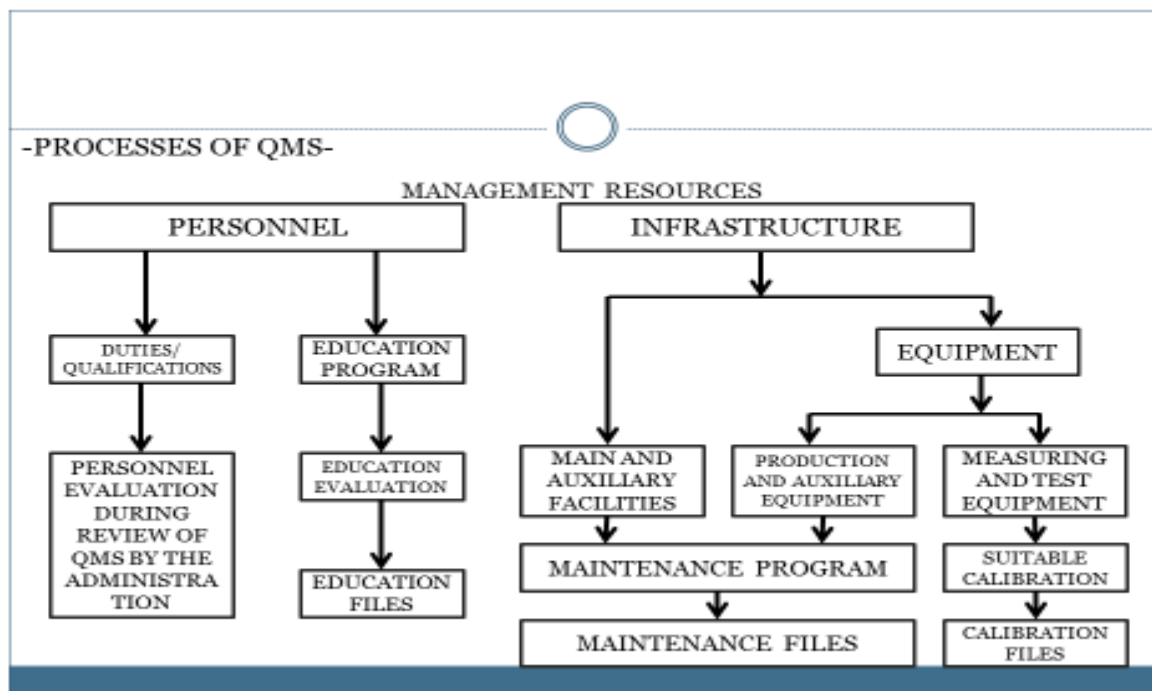 -PROCESSES OF QMS-
MANAGEMENT RESOURCES
PERSONNEL
INFRASTRUCTURE
DUTIES/
QUALIFICATIONS
EDUCATION
PROGRAM
EQUIPMENT
PERSONNEL
EVALUATION
DURING
REVIEW OF
QMS BY THE
ADMINISTRA
TION
EDUCATION
EVALUATION
MAIN AND
AUXILIARY
FACILITIES
PRODUCTION
AND AUXILIARY
EQUIPMENT
MEASURING
AND TEST
EQUIPMENT
MAINTENANCE PROGRAM
SUITABLE
CALIBRATION
EDUCATION
FILES
MAINTENANCE FILES
CALIBRATION
FILES